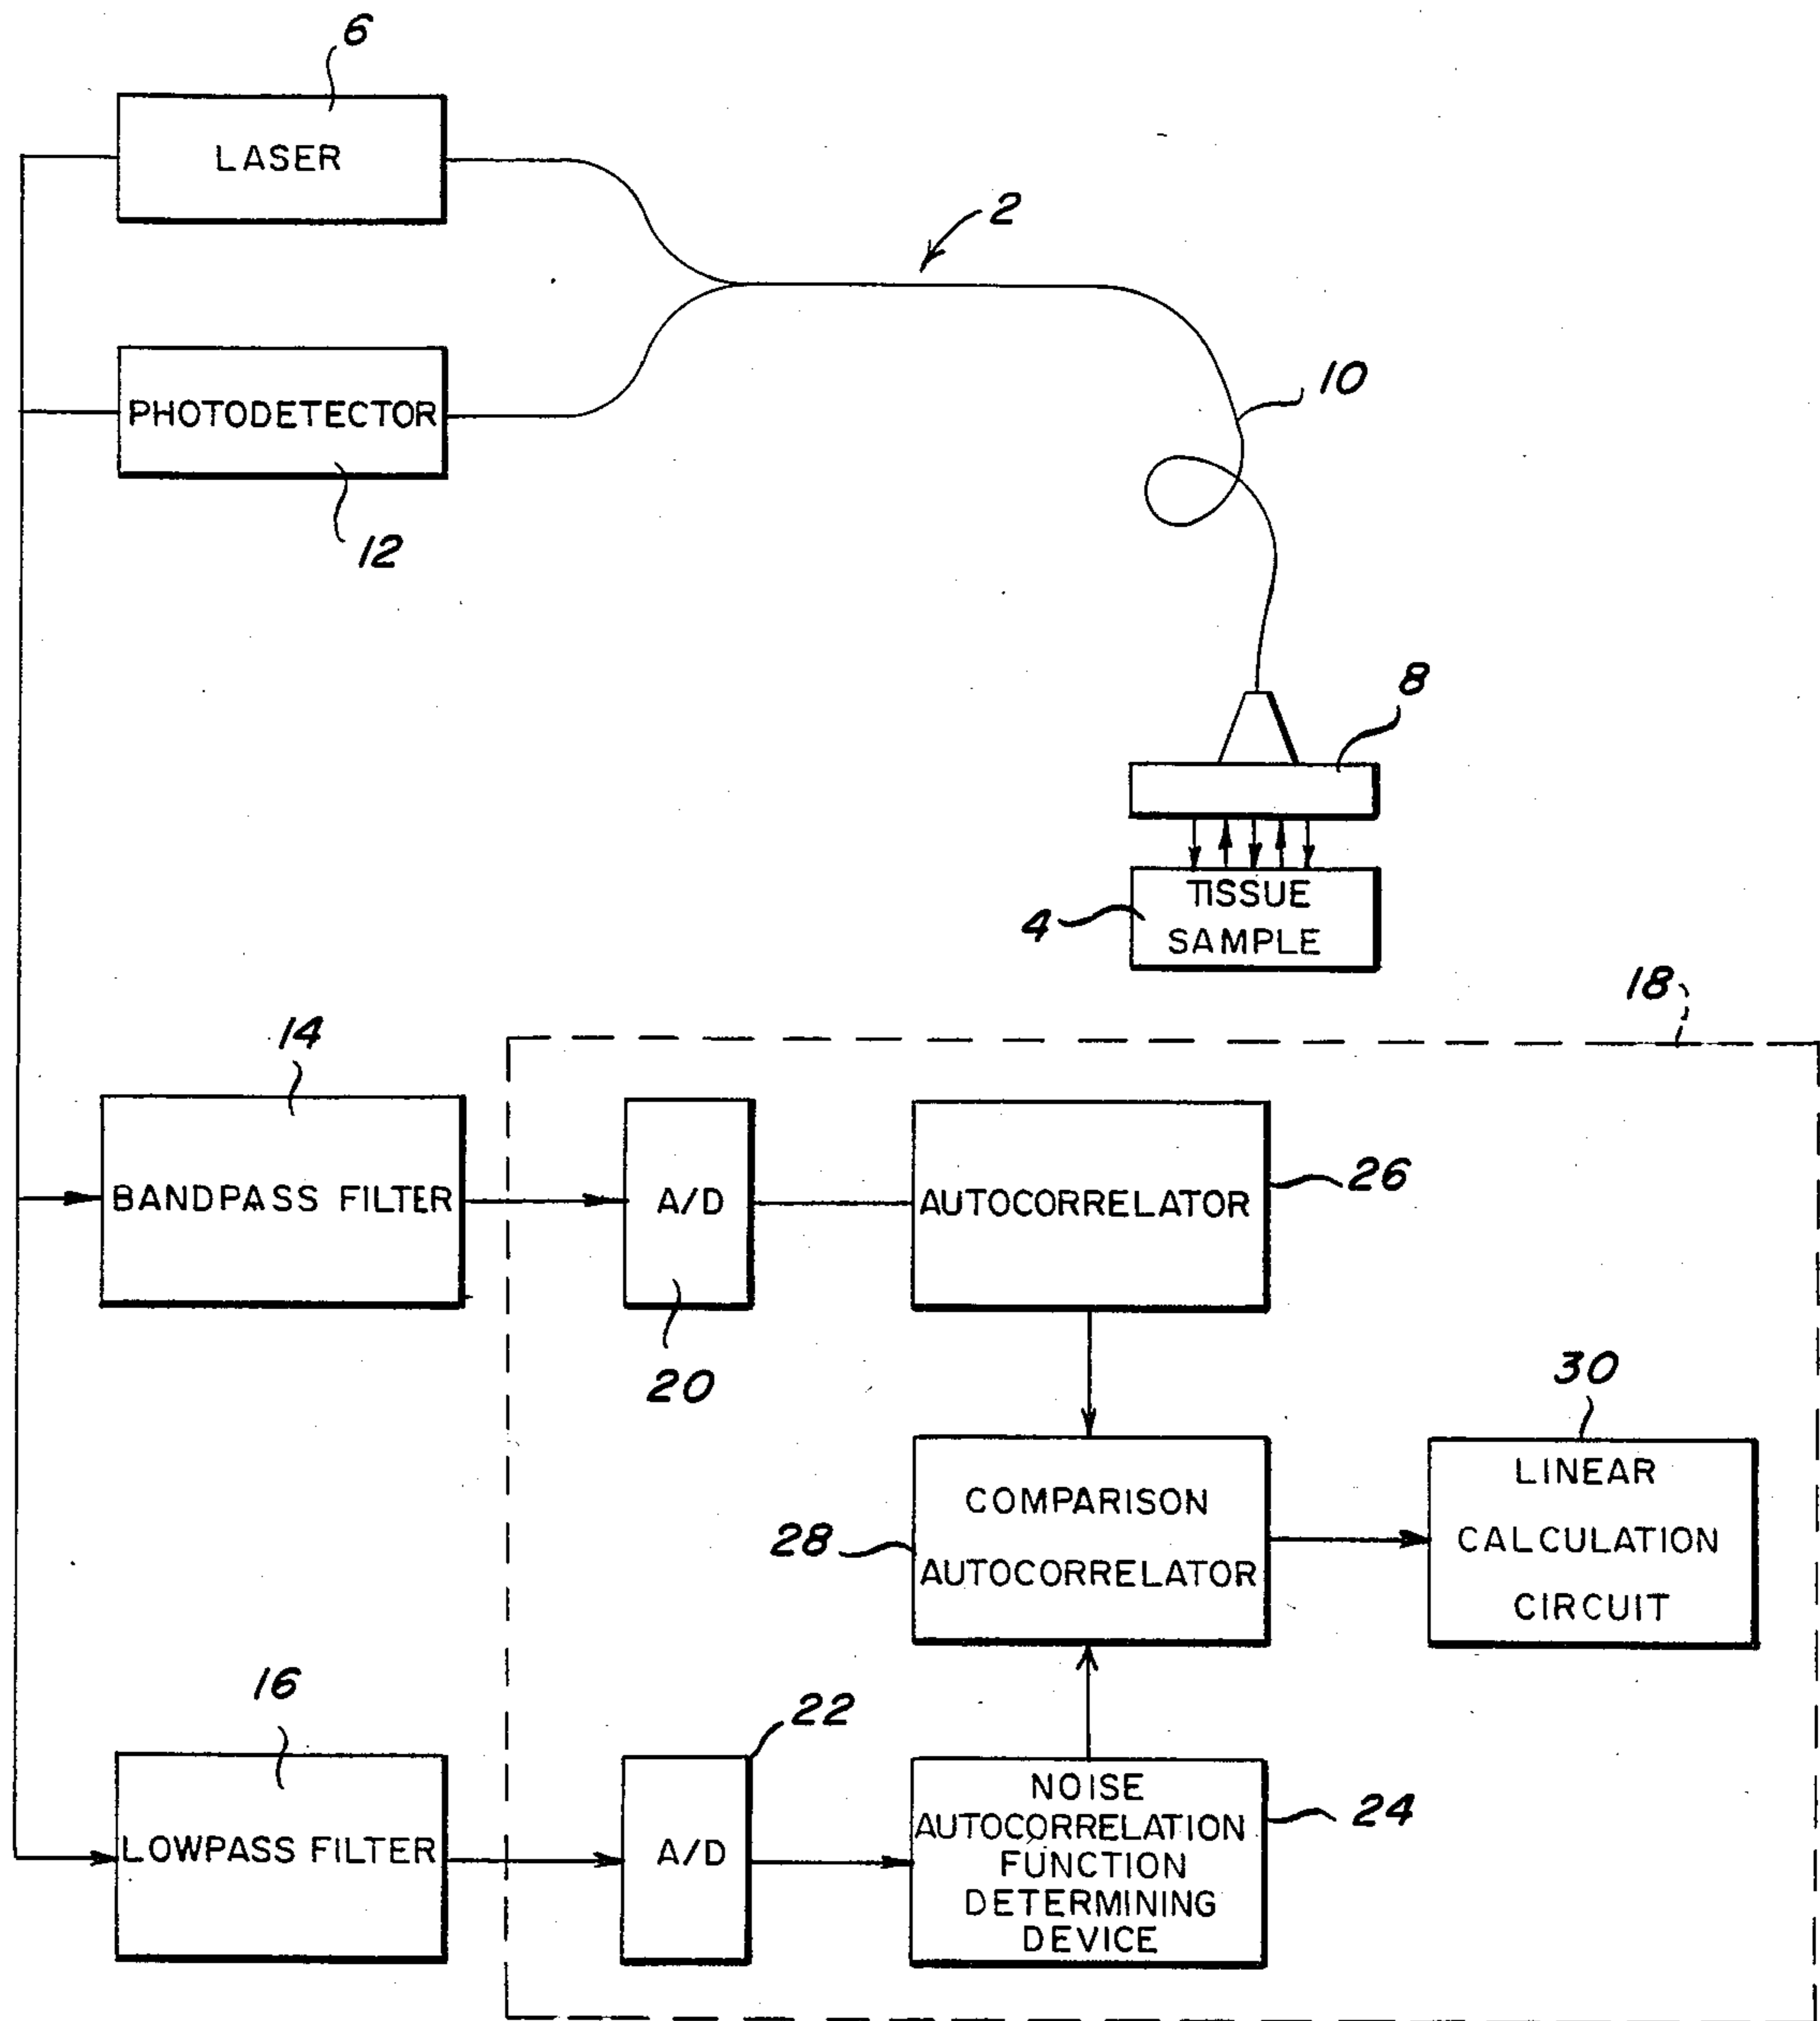 6
LASER
2
PHOTODETECTOR
10
12
8
TISSUE
SAMPLE
4
18
14
BANDPASS FILTER
A/D
AUTOCORRELATOR
26
20
30
COMPARISON
AUTOCORRELATOR
28
LINEAR
CALCULATION
CIRCUIT
16
22
LOWPASS FILTER
A/D
NOISE
AUTOCORRELATION
FUNCTION
DETERMINING
DEVICE
24